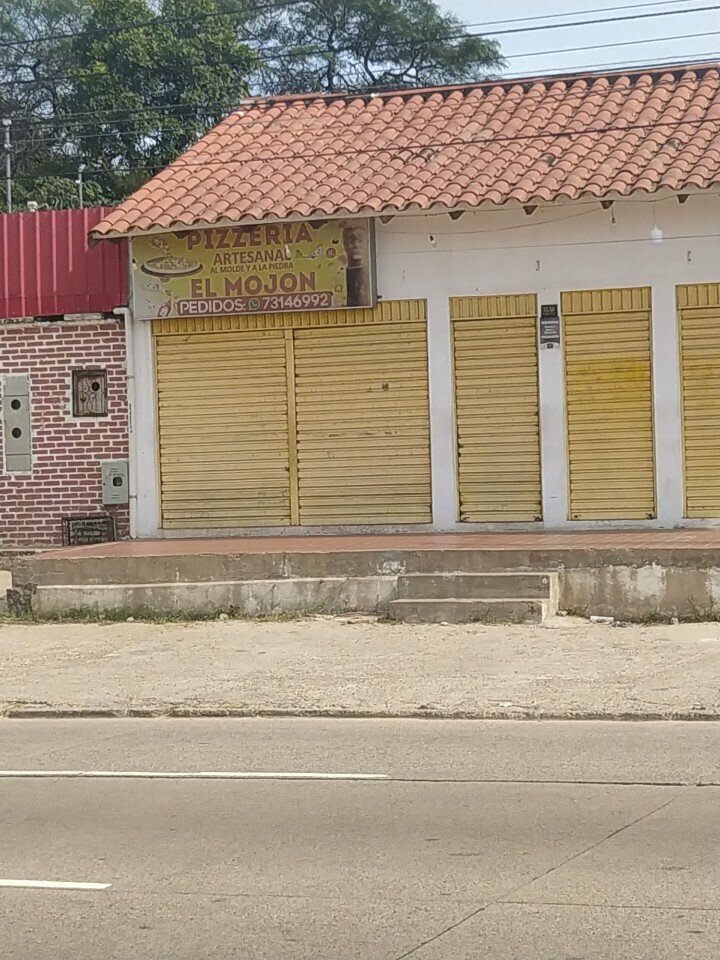 PIZZERIA
ARTESANAL
AL MOLDE Y A LA PIEDRA
EL MOJON
PEDIDOS: 73146992